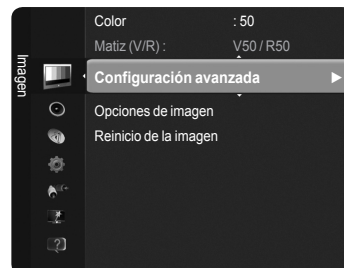 Imagen
Color : 50
Matiz (V/R) : V50 / R50
Configuración avanzada
Opciones de imagen
Reinicio de la imagen